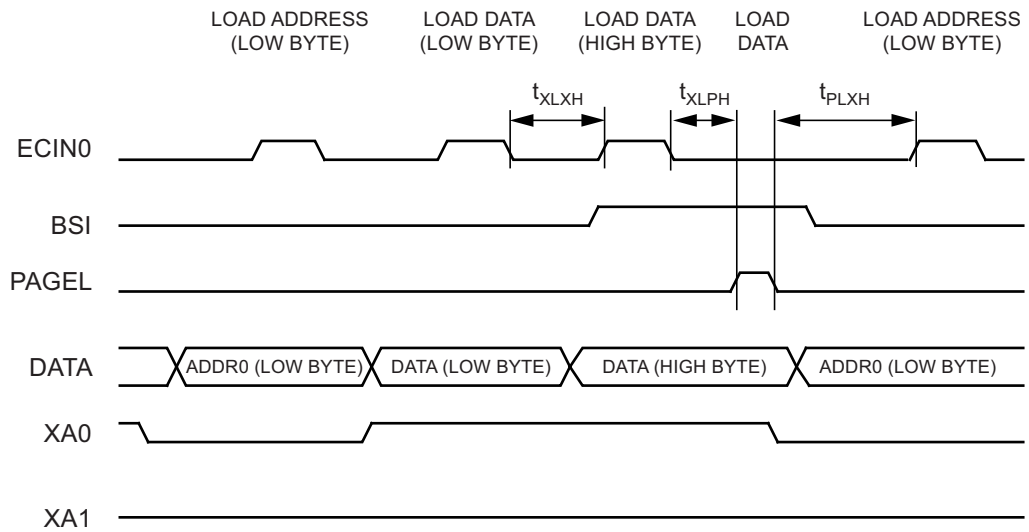 LOAD ADDRESS
(LOW BYTE)
LOAD DATA
(LOW BYTE)
LOAD DATA
(HIGH BYTE)
LOAD
DATA
LOAD ADDRESS
(LOW BYTE)
tXLXH
tXLPH
tPLXH
ECIN0
BSI
PAGEL
DATA
ADDR0 (LOW BYTE)
DATA (LOW BYTE)
DATA (HIGH BYTE)
ADDR0 (LOW BYTE)
XA0
XA1